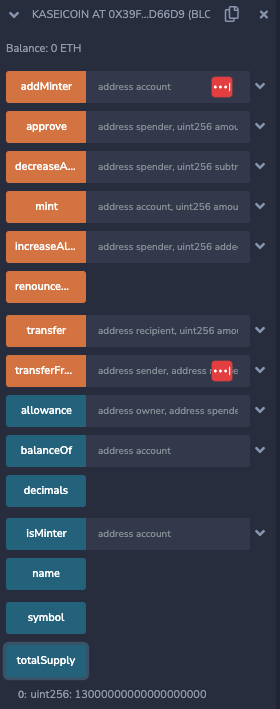 KASEICOIN AT 0X39F...D66D9 (BLC
Balance: 0 ETH
addMinter address account
approve address spender, uint256 amou
decreaseA... address spender, uint256 subtr
mint address account, uint256 amou
increaseAl... address spender, uint256 adde
renounce...
transfer address recipient, uint256 amou
transferFr... address sender, address
allowance address owner, address spende
balanceOf address account
decimals
isMinter address account
name
symbol
totalSupply
0: uint256: 13000000000000000000